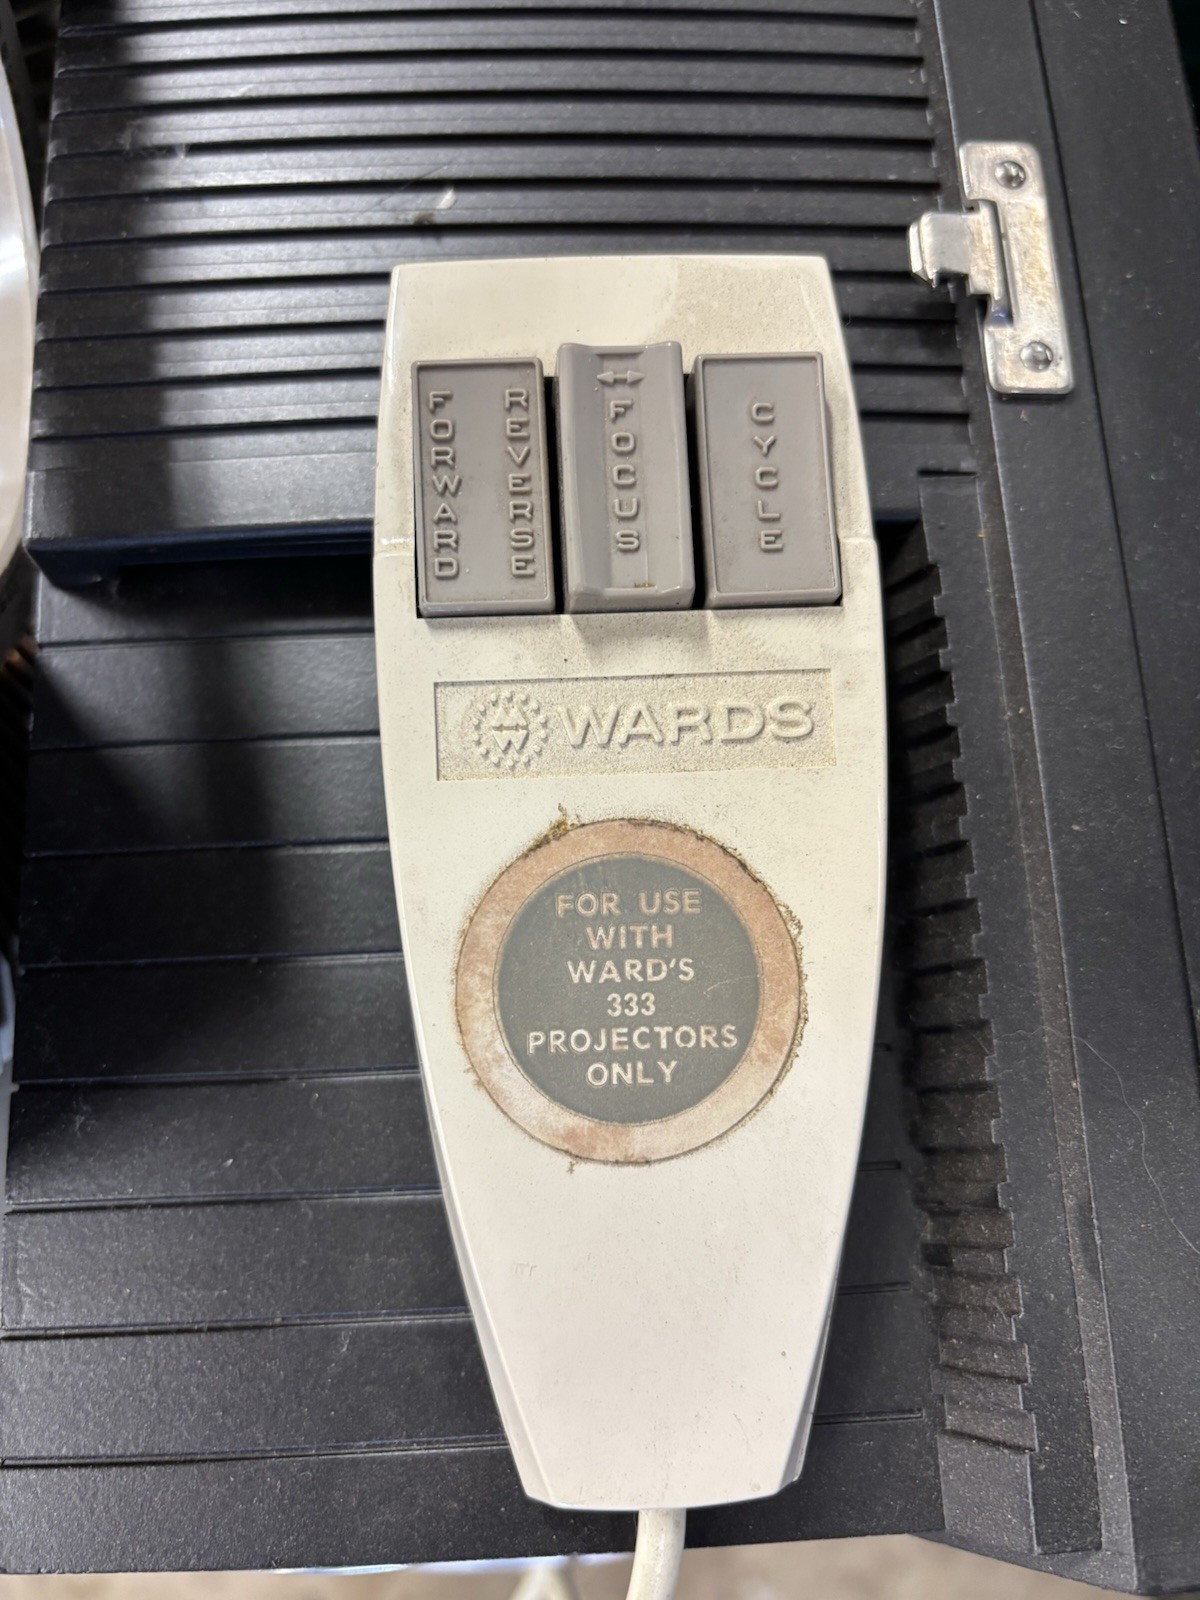 FORWARD
REVERSE
FOCUS
CYCLE
WARDS
FOR USE
WITH
WARD'S
333
PROJECTORS
ONLY